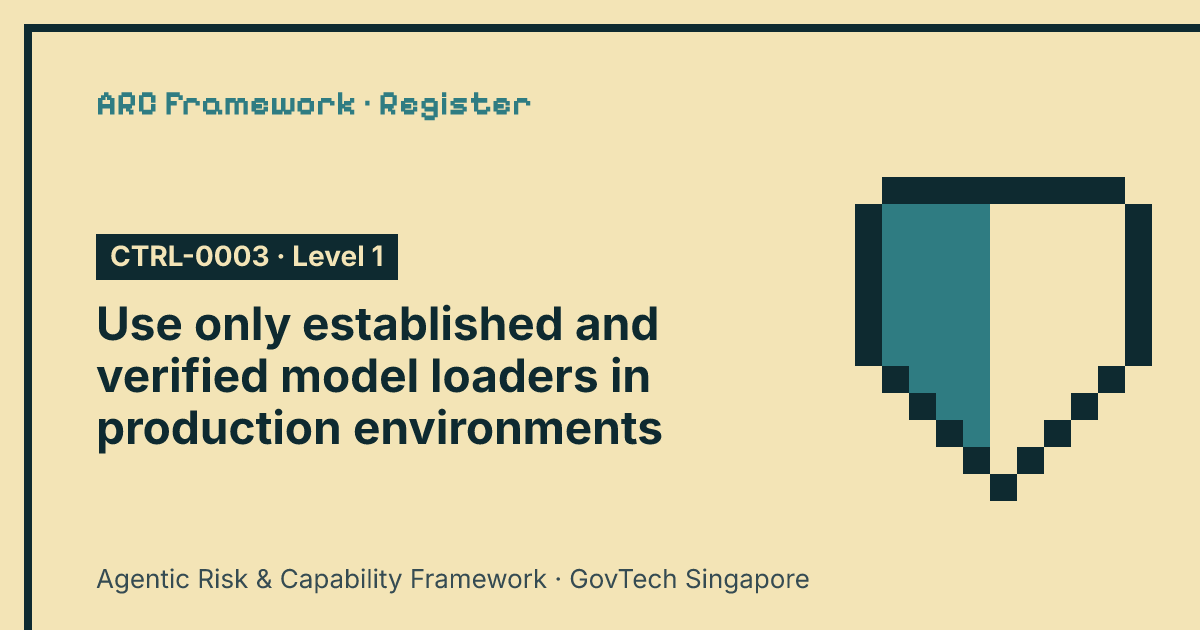 ARC Framework · Register
CTRL-0003 · Level 1
Use only established and
verified model loaders in
production environments
Agentic Risk & Capability Framework · GovTech Singapore